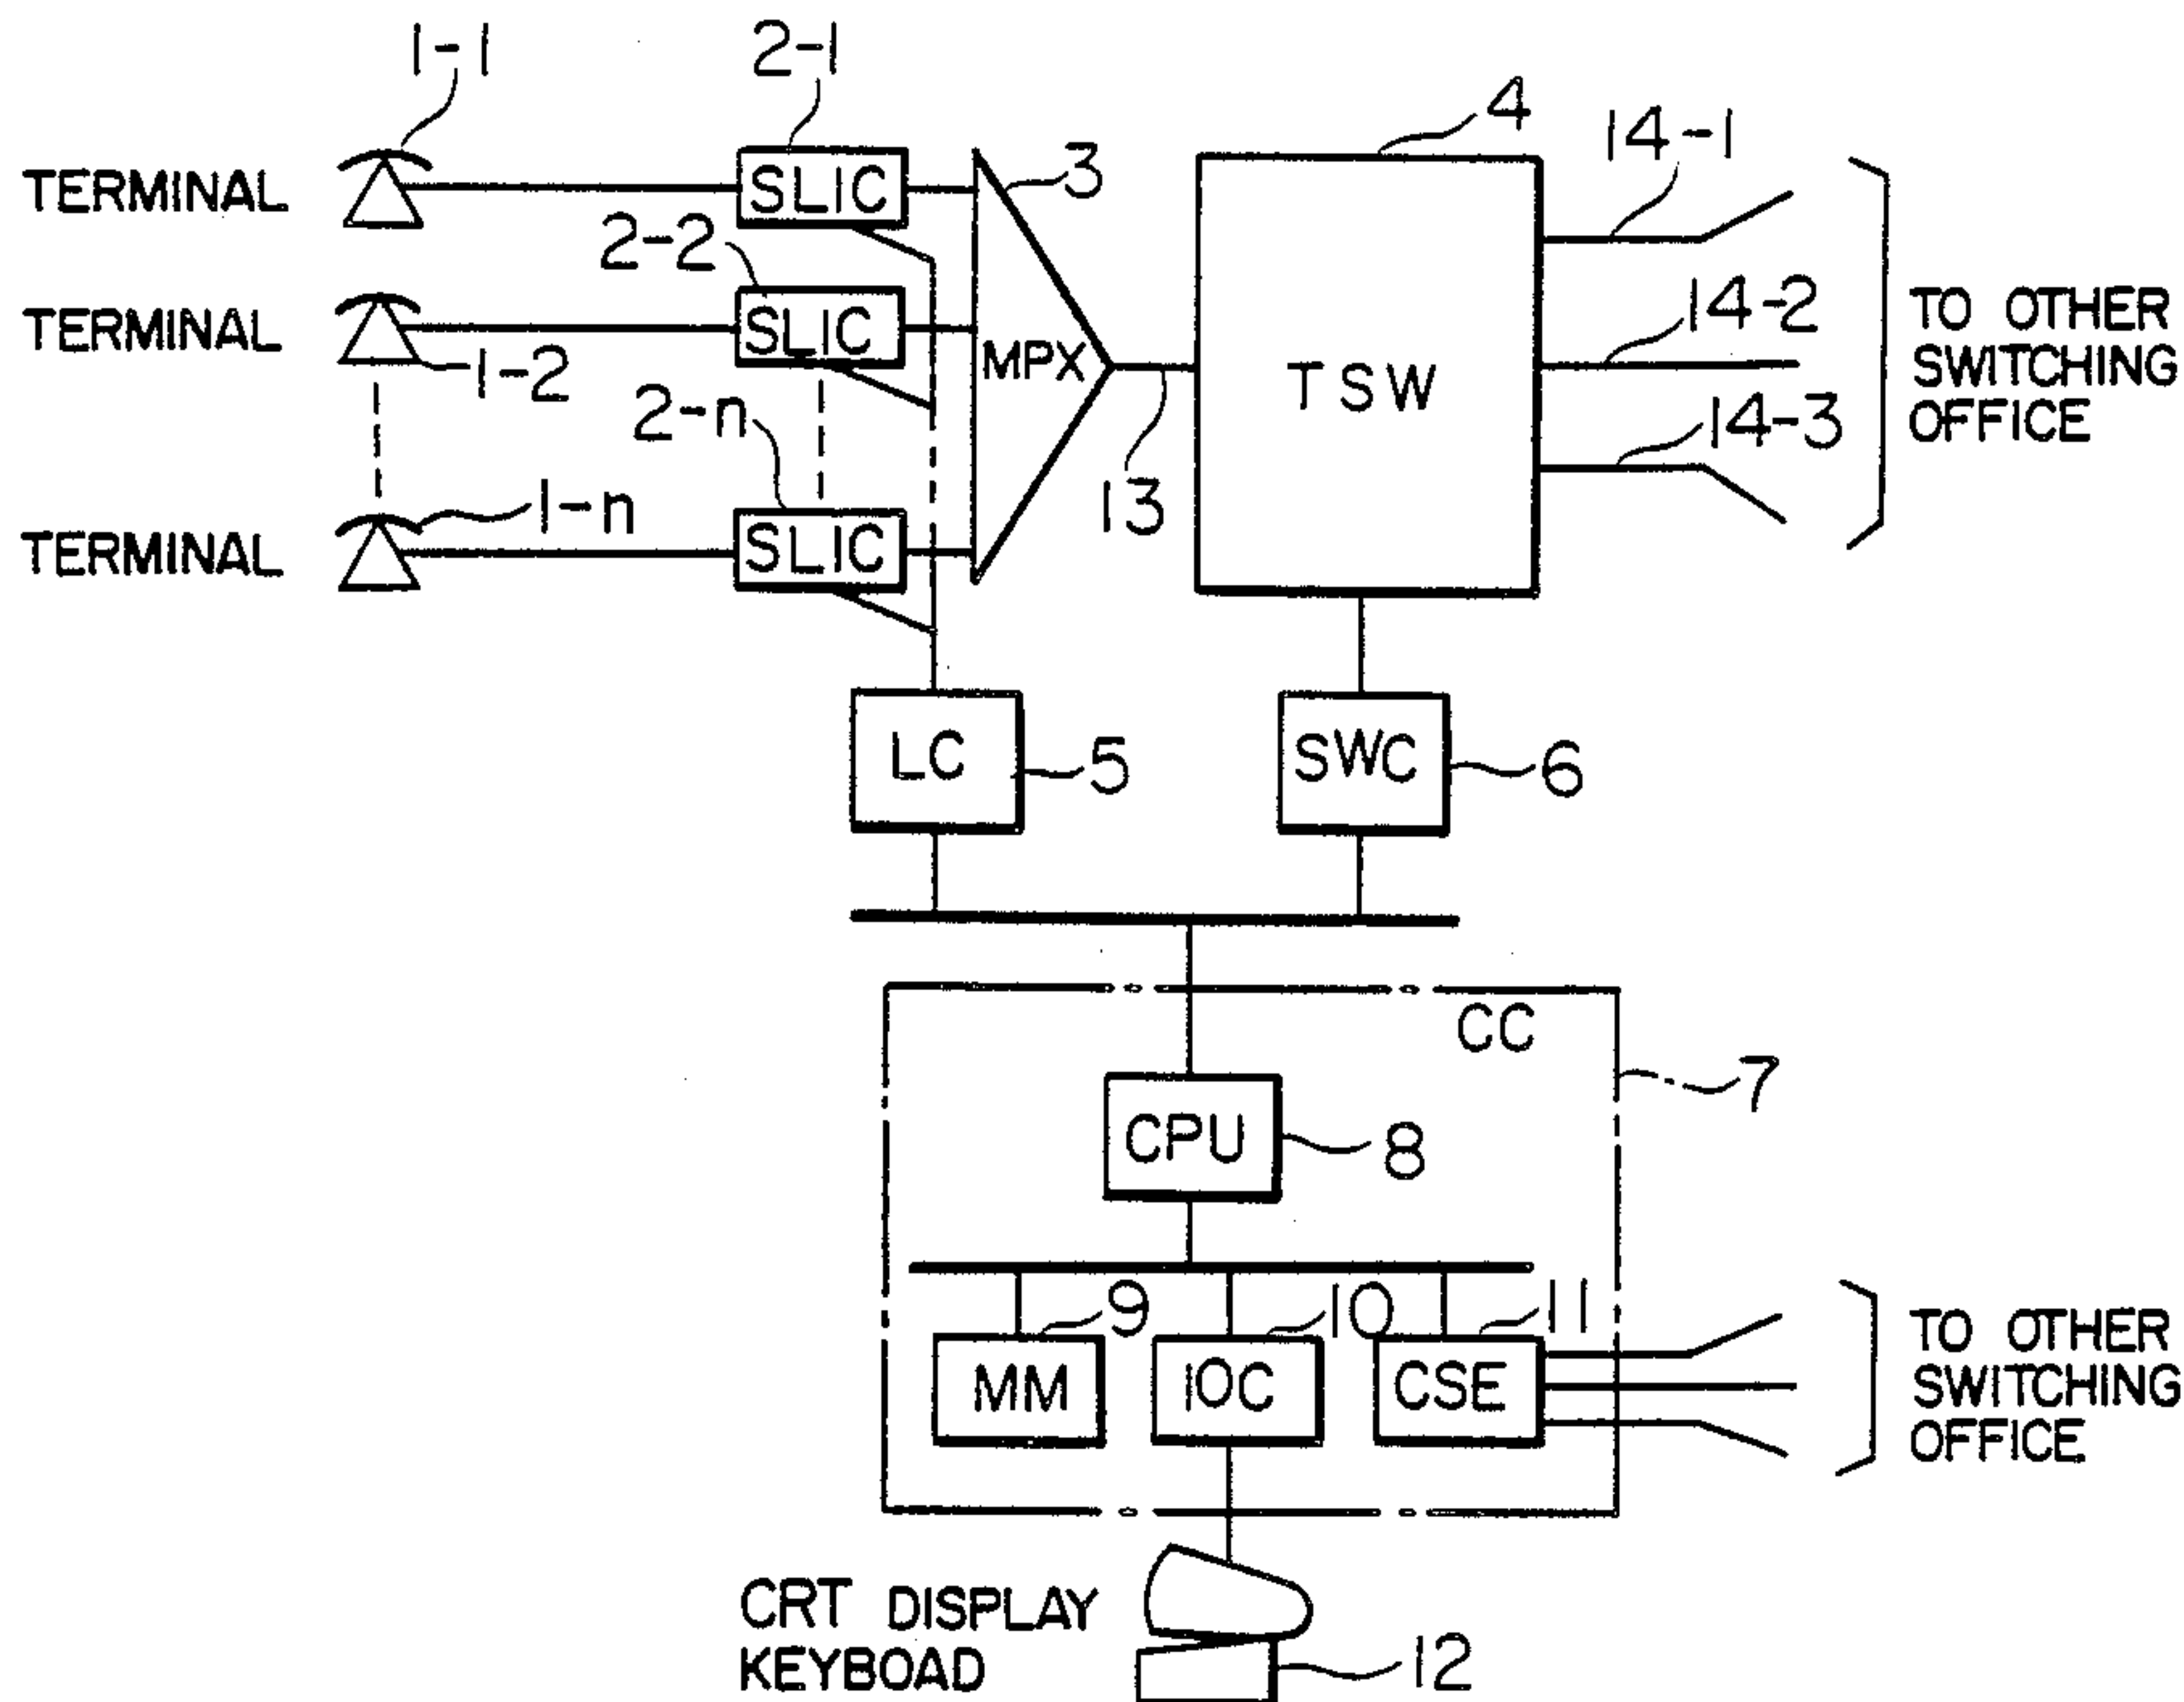 1-1
2-1
4
14-1
TERMINAL
SLIC
3
2-2
TERMINAL
SLIC
MPX
TSW
14-2
TO OTHER
SWITCHING
OFFICE
1-2
2-n
14-3
1-n
13
TERMINAL
SLIC
LC
5
SWC
6
CC
7
CPU
8
9
10
11
MM
IOC
CSE
TO OTHER
SWITCHING
OFFICE
CRT DISPLAY
KEYBOAD
12